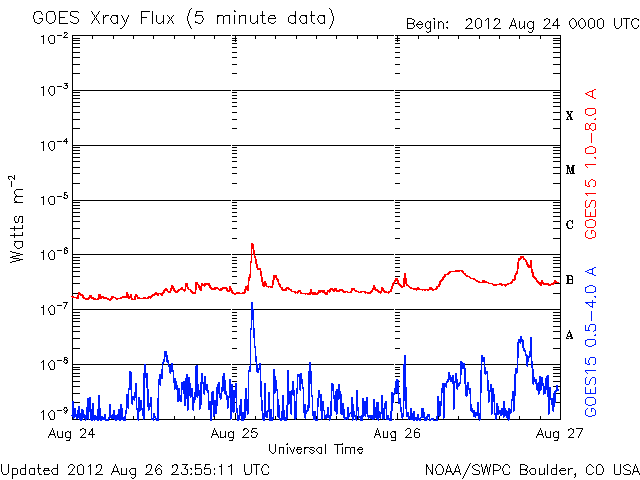 GOES Xray Flux (5 minute data)
Begin: 2012 Aug 24 0000 UTC
10⁻²
10⁻³
10⁻⁴
10⁻⁵
10⁻⁶
10⁻⁷
10⁻⁸
10⁻⁹
Watts m⁻²
X
M
C
B
A
GOES15 1.0-8.0 A
GOES15 0.5-4.0 A
Aug 24
Aug 25
Aug 26
Aug 27
Universal Time
Updated 2012 Aug 26 23:55:11 UTC
NOAA/SWPC Boulder, CO USA